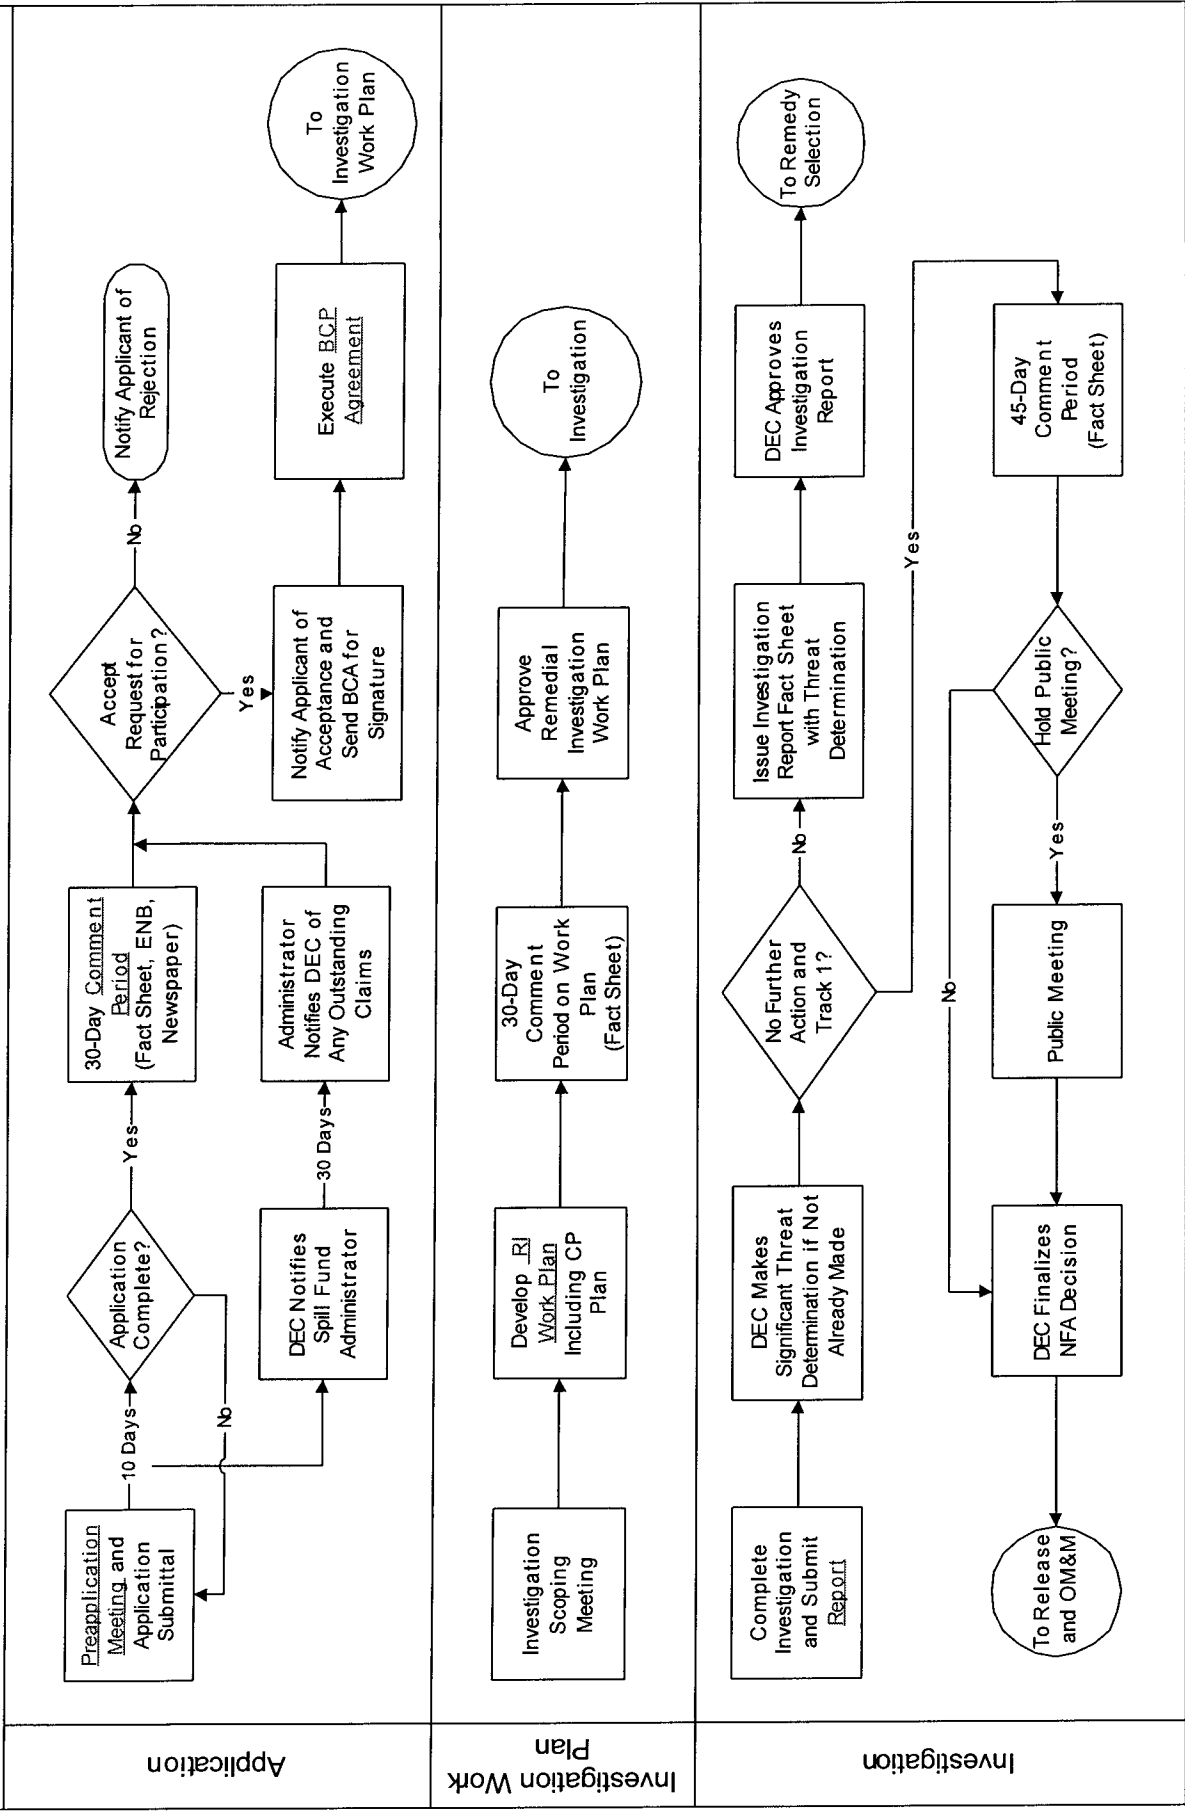 Application
Preapplication
Meeting and
Application
Submittal
10 Days
Application
Complete?
Yes
No
30-Day Comment
Period
(Fact Sheet, ENB,
Newspaper)
DEC Notifies
Spill Fund
Administrator
30 Days
Administrator
Notifies DEC of
Any Outstanding
Claims
Accept
Request for
Participation?
No
Notify Applicant of
Rejection
Yes
Notify Applicant of
Acceptance and
Send BCA for
Signature
Execute BCP
Agreement
To
Investigation
Work Plan
Investigation Work
Plan
Investigation
Scoping
Meeting
Develop RI
Work Plan
Including CP
Plan
30-Day
Comment
Period on Work
Plan
(Fact Sheet)
Approve
Remedial
Investigation
Work Plan
To
Investigation
Investigation
Complete
Investigation
and Submit
Report
DEC Makes
Significant Threat
Determination if Not
Already Made
No Further
Action and
Track 1?
No
Issue Investigation
Report Fact Sheet
with Threat
Determination
DEC Approves
Investigation
Report
To Remedy
Selection
Yes
45-Day
Comment
Period
(Fact Sheet)
Hold Public
Meeting?
No
Yes
Public Meeting
DEC Finalizes
NFA Decision
To Release
and OM&M